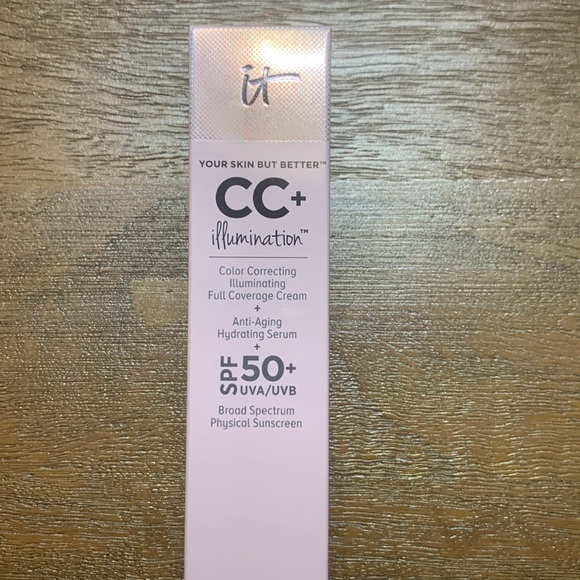 it
YOUR SKIN BUT BETTER™
CC+
illumination™
Color Correcting
Illuminating
Full Coverage Cream
+
Anti-Aging
Hydrating Serum
+
SPF 50+
UVA/UVB
Broad Spectrum
Physical Sunscreen